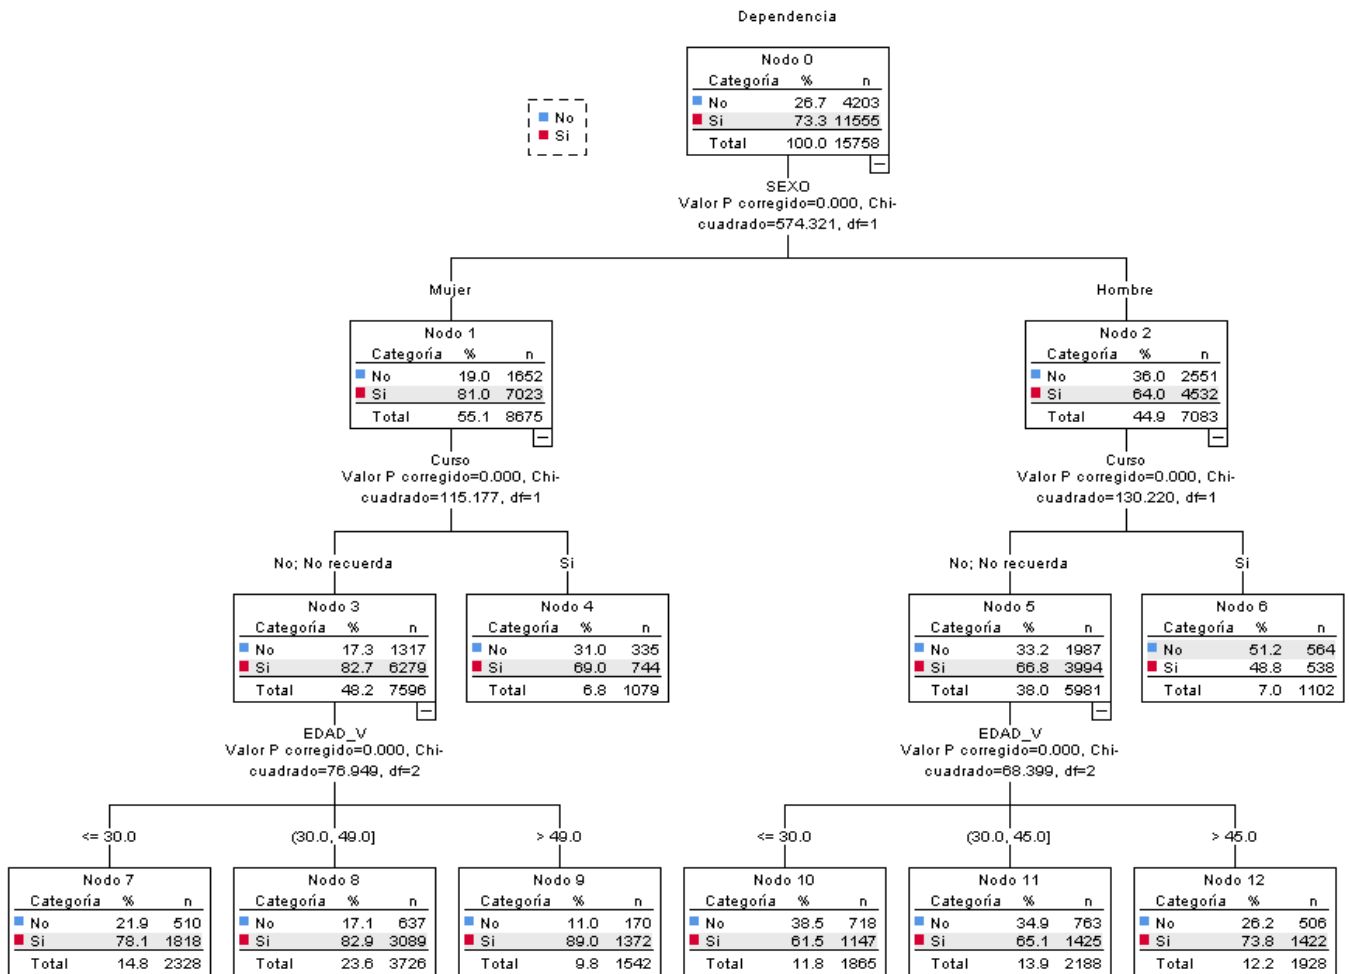 Dependencia
Nodo 0
Categoría % n
No 26.7 4203
Si 73.3 11555
Total 100.0 15758
No
Si
SEXO
Valor P corregido=0.000, Chi-
cuadrado=574.321, df=1
Mujer
Hombre
Nodo 1
Categoría % n
No 19.0 1652
Si 81.0 7023
Total 55.1 8675
Nodo 2
Categoría % n
No 36.0 2551
Si 64.0 4532
Total 44.9 7083
Curso
Valor P corregido=0.000, Chi-
cuadrado=115.177, df=1
Curso
Valor P corregido=0.000, Chi-
cuadrado=130.220, df=1
No; No recuerda
Si
No; No recuerda
Si
Nodo 3
Categoría % n
No 17.3 1317
Si 82.7 6279
Total 48.2 7596
Nodo 4
Categoría % n
No 31.0 335
Si 69.0 744
Total 6.8 1079
Nodo 5
Categoría % n
No 33.2 1987
Si 66.8 3994
Total 38.0 5981
Nodo 6
Categoría % n
No 51.2 564
Si 48.8 538
Total 7.0 1102
EDAD_V
Valor P corregido=0.000, Chi-
cuadrado=76.949, df=2
EDAD_V
Valor P corregido=0.000, Chi-
cuadrado=68.399, df=2
<= 30.0
(30.0, 49.0]
> 49.0
<= 30.0
(30.0, 45.0]
> 45.0
Nodo 7
Categoría % n
No 21.9 510
Si 78.1 1818
Total 14.8 2328
Nodo 8
Categoría % n
No 17.1 637
Si 82.9 3089
Total 23.6 3726
Nodo 9
Categoría % n
No 11.0 170
Si 89.0 1372
Total 9.8 1542
Nodo 10
Categoría % n
No 38.5 718
Si 61.5 1147
Total 11.8 1865
Nodo 11
Categoría % n
No 34.9 763
Si 65.1 1425
Total 13.9 2188
Nodo 12
Categoría % n
No 26.2 506
Si 73.8 1422
Total 12.2 1928